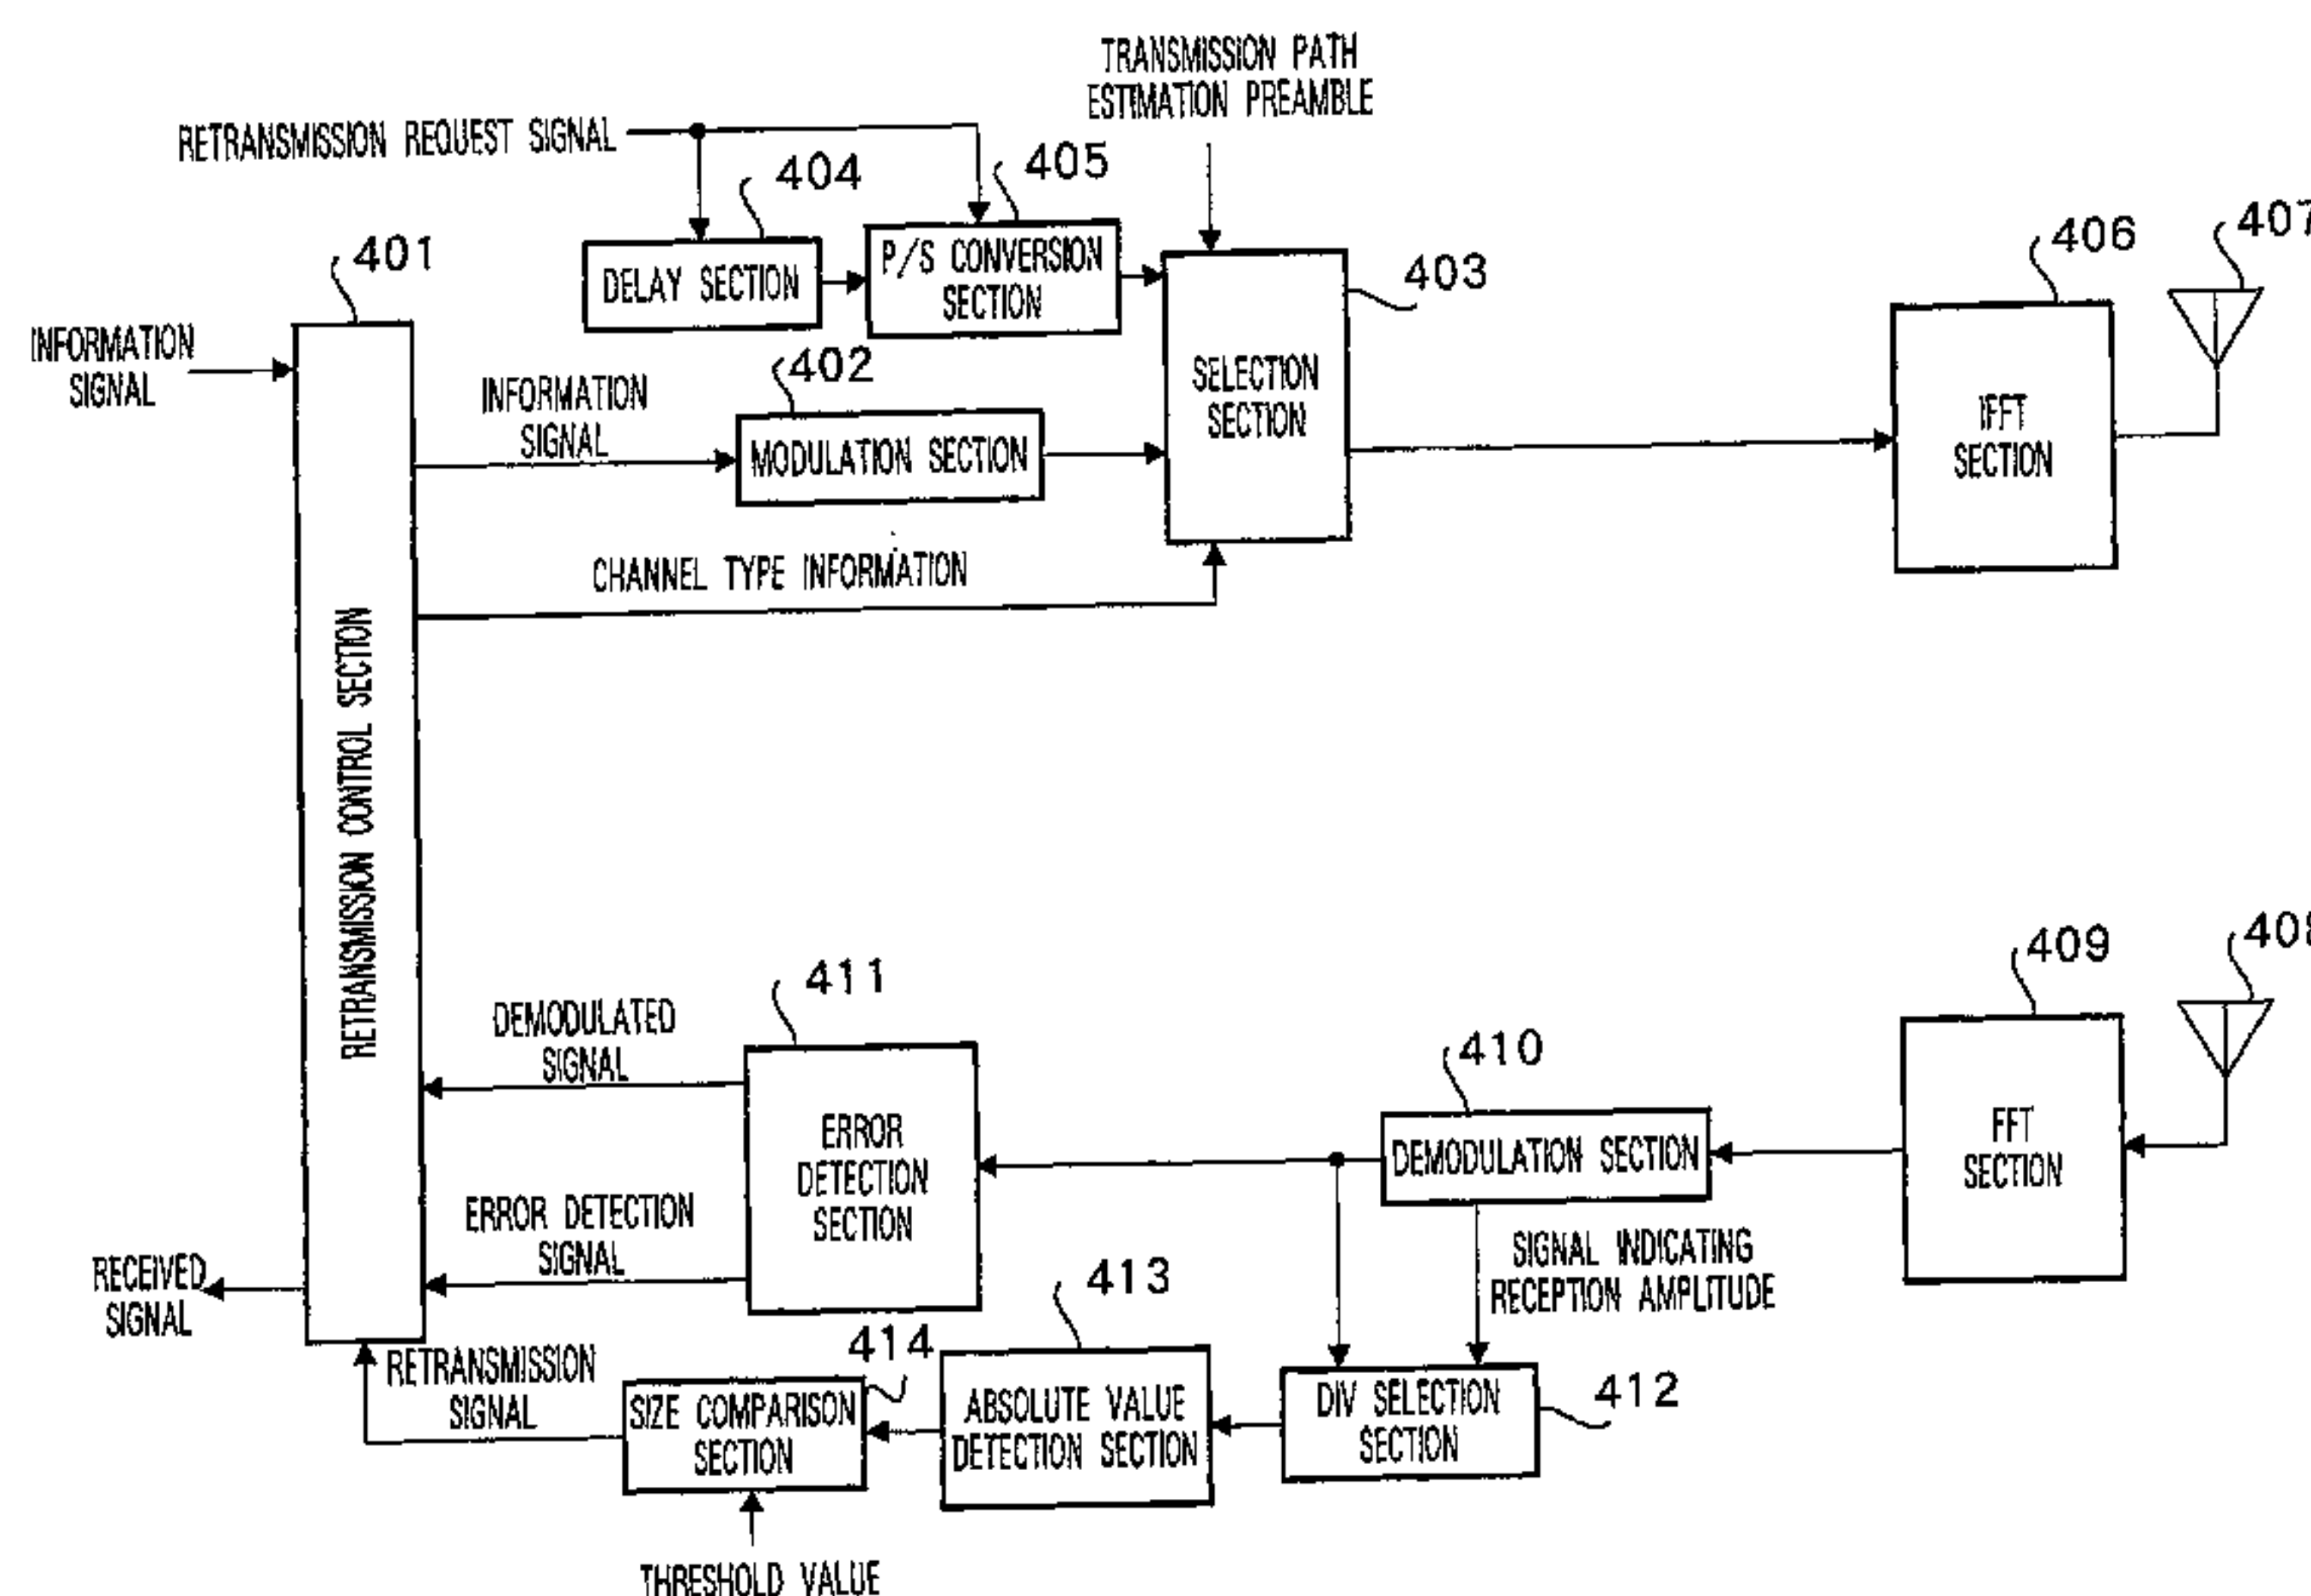 TRANSMISSION PATH
ESTIMATION PREAMBLE
RETRANSMISSION REQUEST SIGNAL
404
405
407
406
401
403
DELAY SECTION
P/S CONVERSION
SECTION
INFORMATION
SIGNAL
402
INFORMATION
SIGNAL
MODULATION SECTION
SELECTION
SECTION
IFFT
SECTION
CHANNEL TYPE INFORMATION
RETRANSMISSION CONTROL SECTION
411
409
408
DEMODULATED
SIGNAL
410
ERROR
DETECTION
SECTION
DEMODULATION SECTION
FFT
SECTION
ERROR DETECTION
SIGNAL
SIGNAL INDICATING
RECEPTION AMPLITUDE
RECEIVED
SIGNAL
413
414
412
RETRANSMISSION
SIGNAL
SIZE COMPARISON
SECTION
ABSOLUTE VALUE
DETECTION SECTION
DIV SELECTION
SECTION
THRESHOLD VALUE